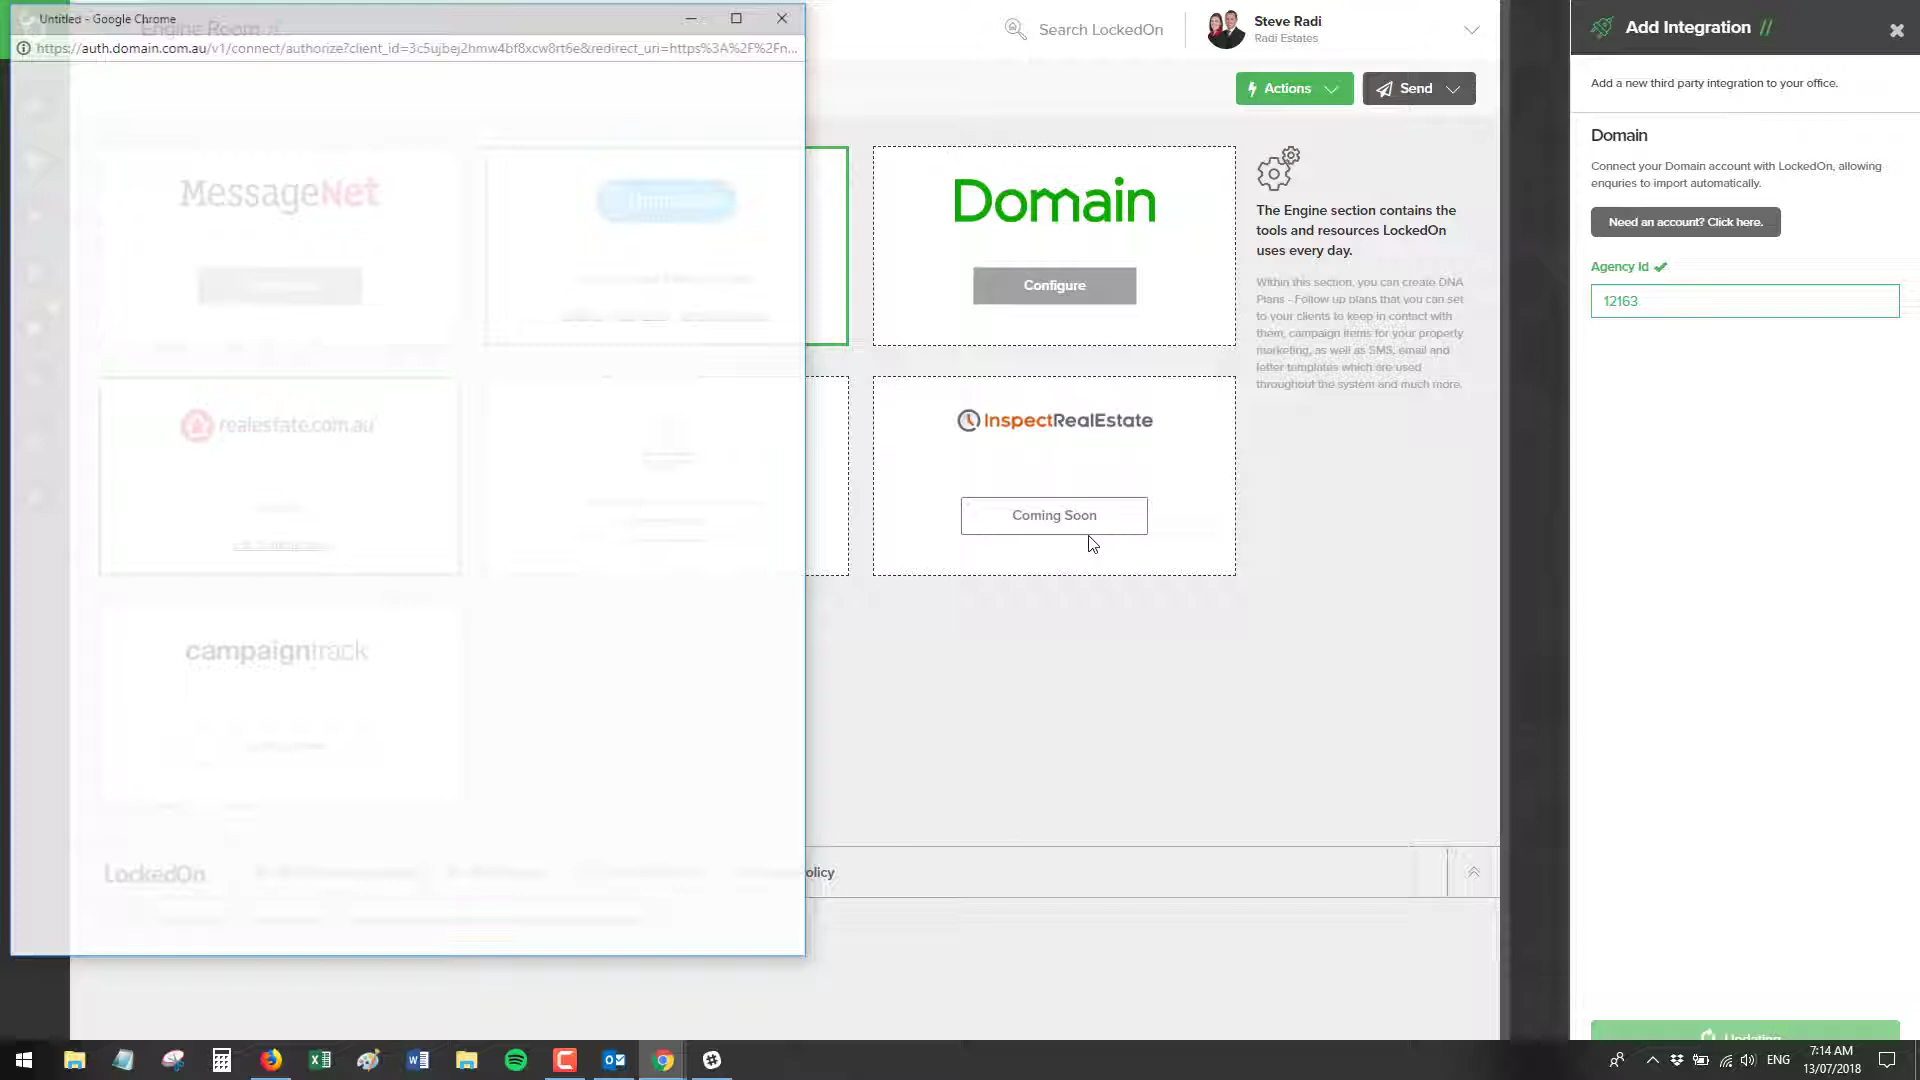 Untitled - Google Chrome
https://auth.domain.com.au/v1/connect/authorize?client_id=3c5ujbej2hmw4bf8xcw8rt6e&redirect_uri=https%3A%2F%2Fn...
Engine Room //
Search LockedOn
Steve Radi
Radi Estates
Actions
Send
MessageNet
Domain
Configure
realestate.com.au
InspectRealEstate
Coming Soon
campaigntrack
The Engine section contains the
tools and resources LockedOn
uses every day.
Within this section, you can create DNA
Plans - Follow up plans that you can set
to your clients to keep in contact with
them, campaign items for your property
marketing, as well as SMS, email and
letter templates which are used
throughout the system and much more.
LockedOn
olicy
Add Integration //
Add a new third party integration to your office.
Domain
Connect your Domain account with LockedOn, allowing
enquries to import automatically.
Need an account? Click here.
Agency Id
12163
Updating
ENG
7:14 AM
13/07/2018